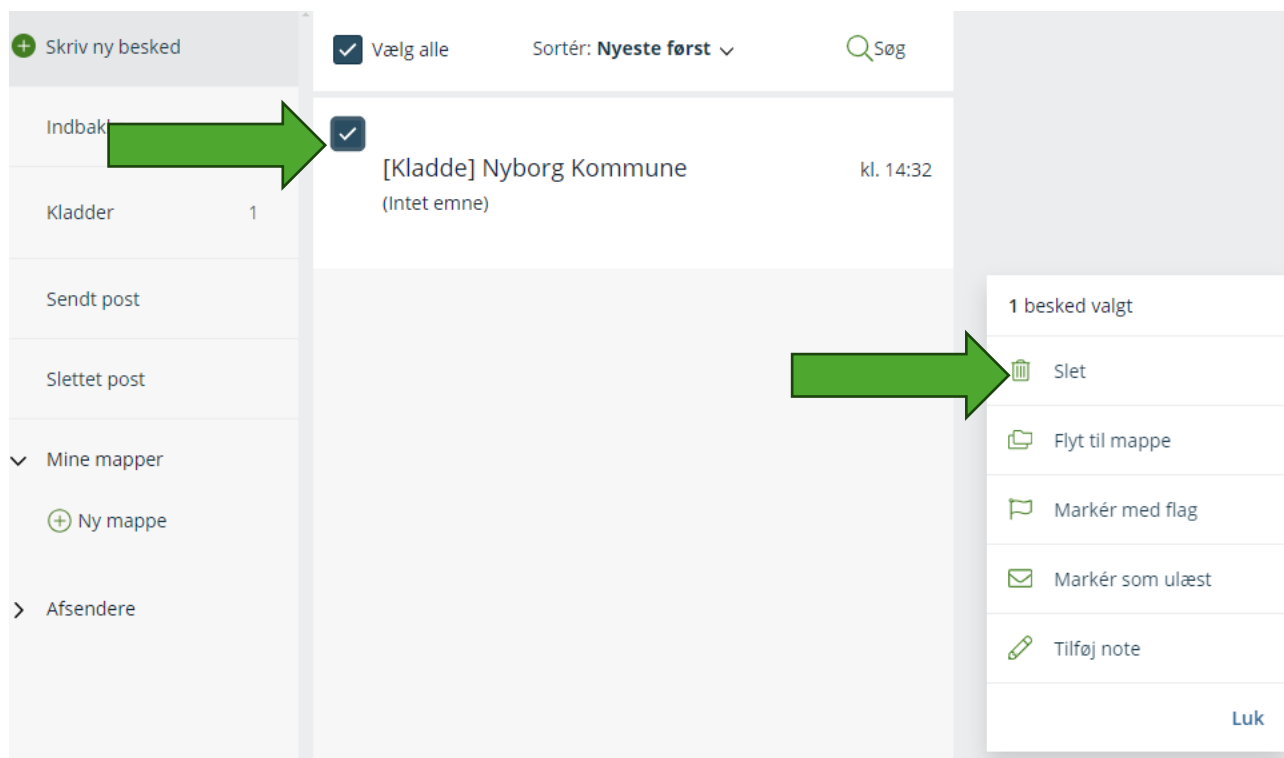 Skriv ny besked
Kladder 1
Sendt post
Slettet post
Mine mapper
Ny mappe
Afsendere
Vælg alle Sortér: Nyeste først Søg
[Kladde] Nyborg Kommune kl. 14:32
(Intet emne)
1 besked valgt
Slet
Flyt til mappe
Markér med flag
Markér som ulæst
Tilføj note
Luk